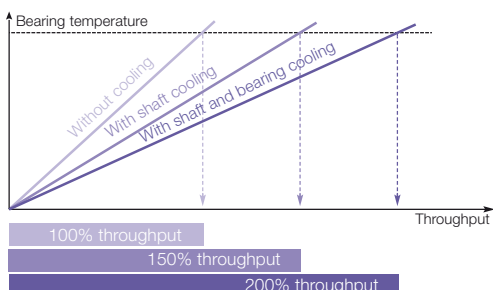 Bearing temperature
Without cooling
With shaft cooling
With shaft and bearing cooling
Throughput
100% throughput
150% throughput
200% throughput